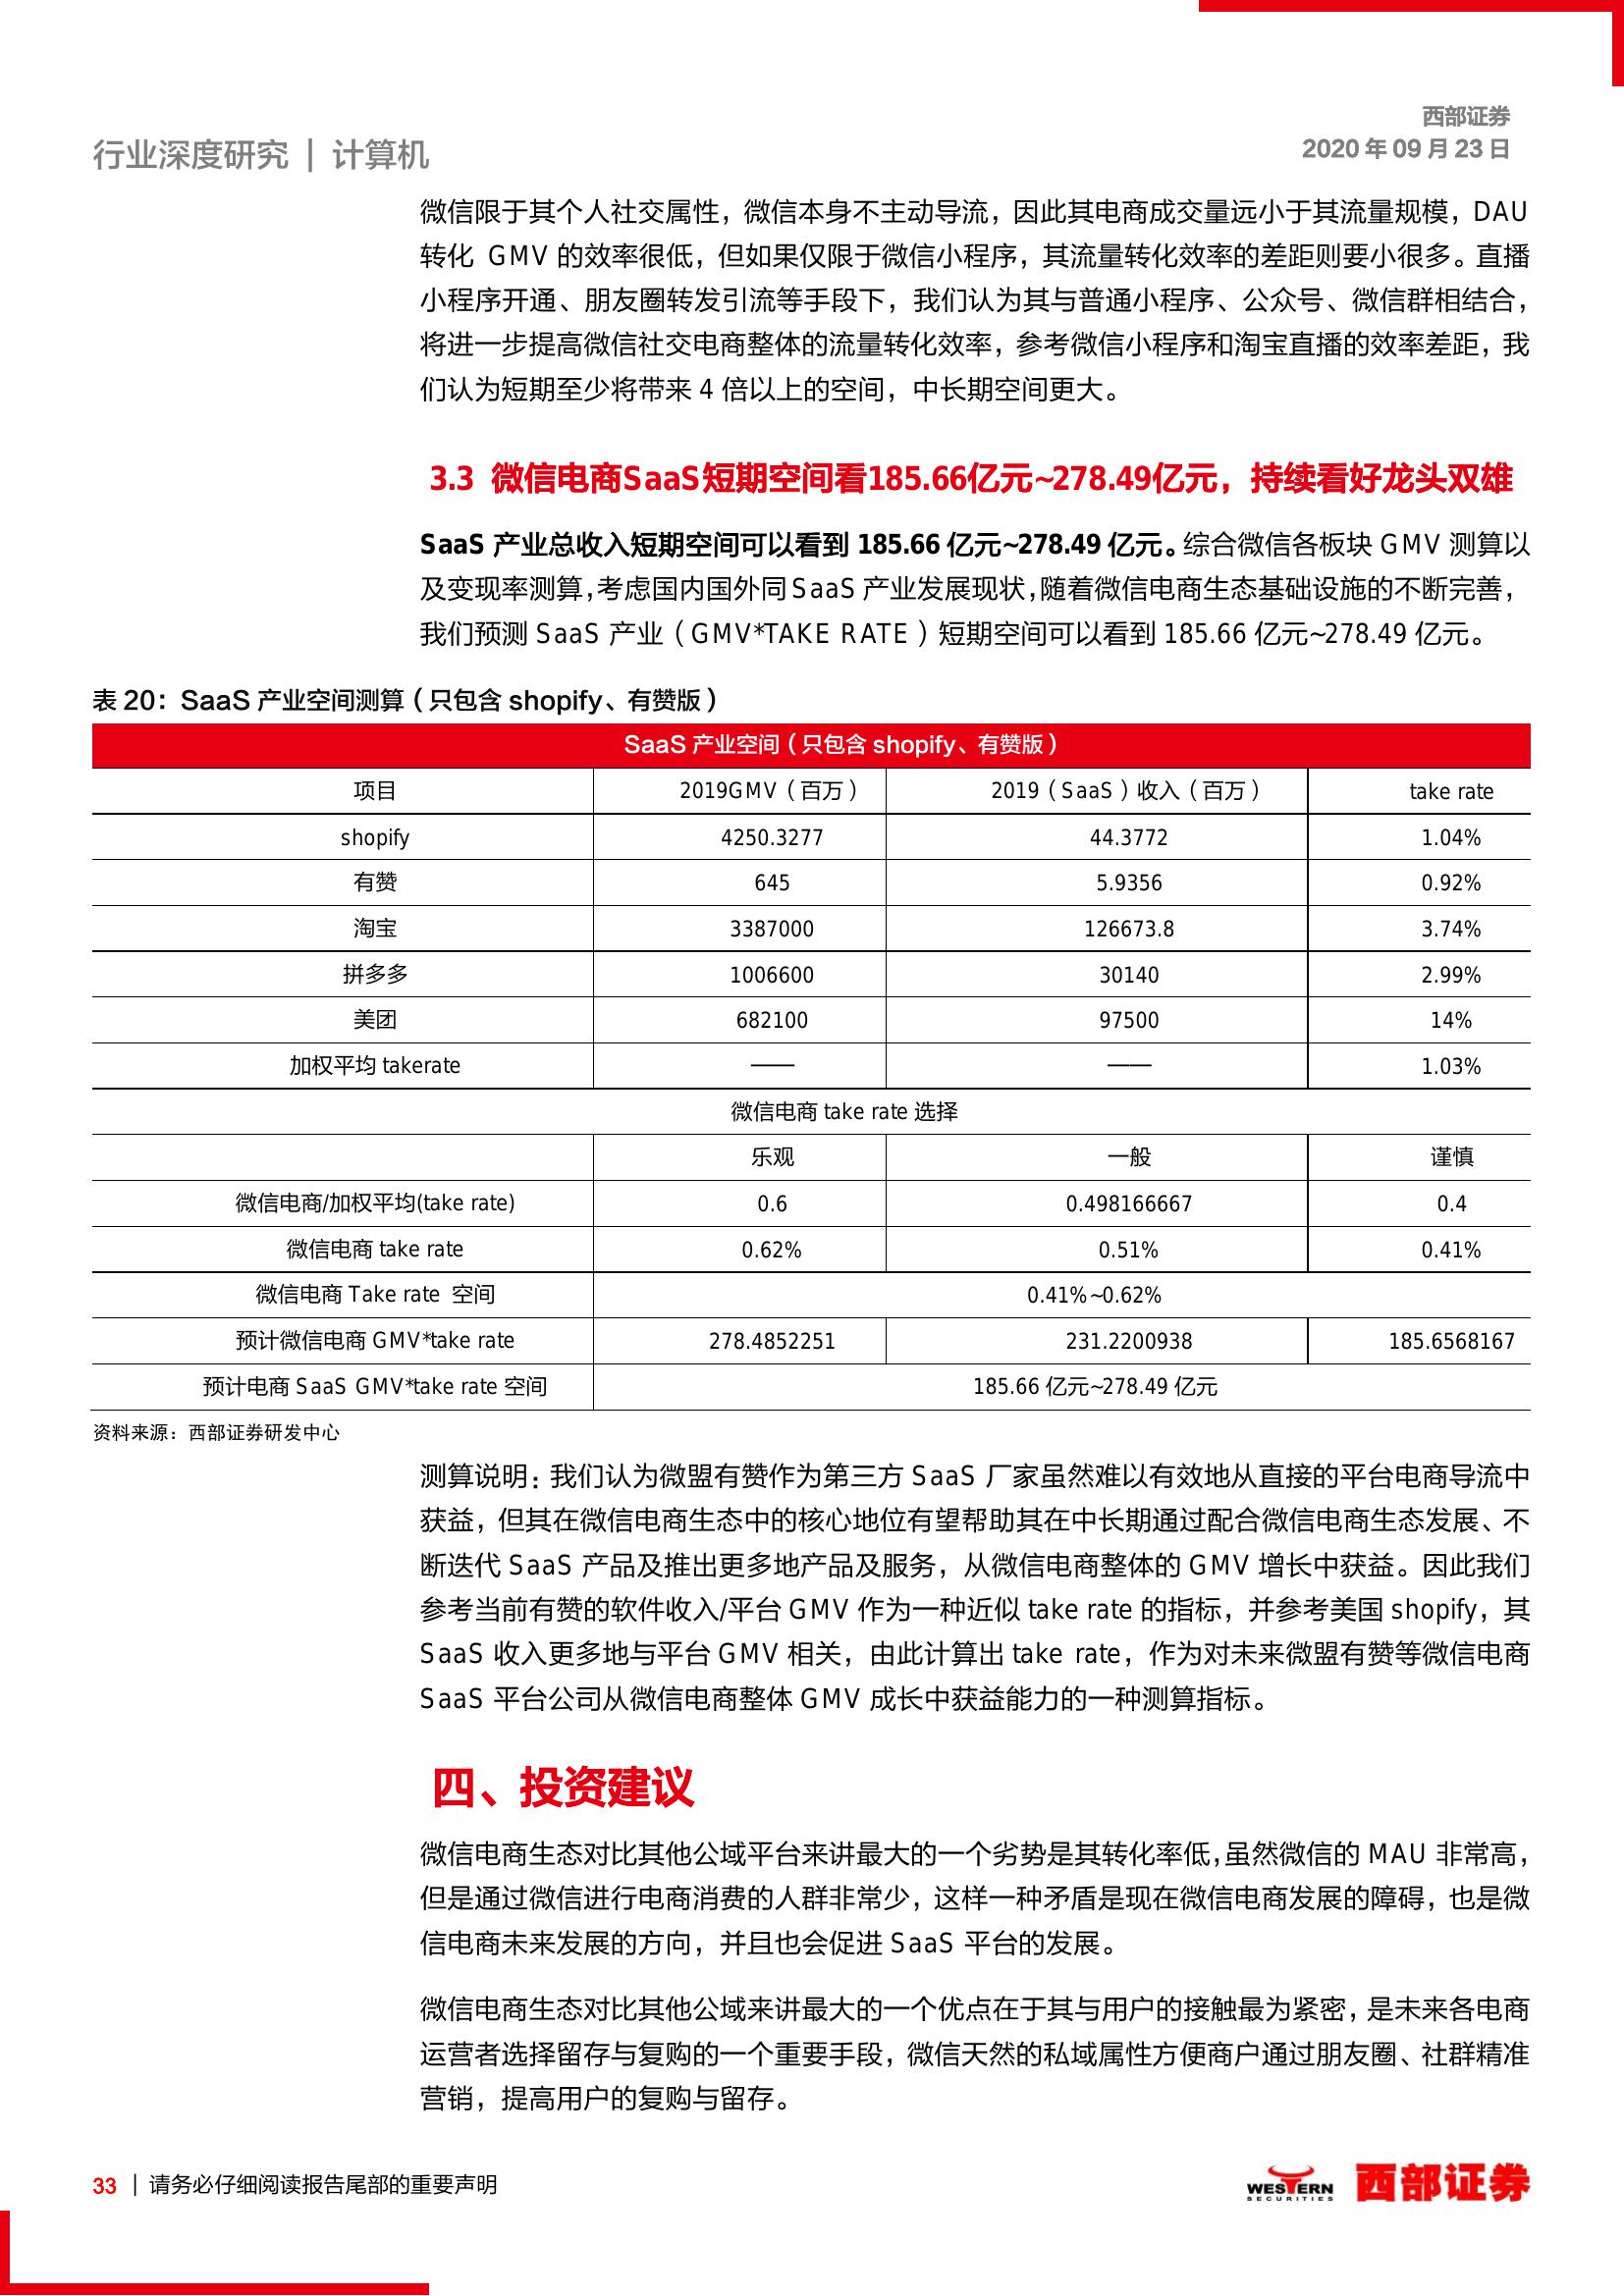 西部证券
行业深度研究 | 计算机
2020 年 09 月 23 日
微信限于其个人社交属性，微信本身不主动导流，因此其电商成交量远小于其流量规模，DAU
转化 GMV 的效率很低，但如果仅限于微信小程序，其流量转化效率的差距则要小很多。直播
小程序开通、朋友圈转发引流等手段下，我们认为其与普通小程序、公众号、微信群相结合，
将进一步提高微信社交电商整体的流量转化效率，参考微信小程序和淘宝直播的效率差距，我
们认为短期至少将带来 4 倍以上的空间，中长期空间更大。
3.3 微信电商SaaS短期空间看185.66亿元~278.49亿元，持续看好龙头双雄
SaaS 产业总收入短期空间可以看到 185.66 亿元~278.49 亿元。综合微信各板块 GMV 测算以
及变现率测算，考虑国内国外同 SaaS 产业发展现状，随着微信电商生态基础设施的不断完善，
我们预测 SaaS 产业（GMV*TAKE RATE）短期空间可以看到 185.66 亿元~278.49 亿元。
表 20：SaaS 产业空间测算（只包含 shopify、有赞版）
SaaS 产业空间（只包含 shopify、有赞版）
项目 2019GMV（百万） 2019（SaaS）收入（百万） take rate
shopify 4250.3277 44.3772 1.04%
有赞 645 5.9356 0.92%
淘宝 3387000 126673.8 3.74%
拼多多 1006600 30140 2.99%
美团 682100 97500 14%
加权平均 takerate —— —— 1.03%
微信电商 take rate 选择
乐观 一般 谨慎
微信电商/加权平均(take rate) 0.6 0.498166667 0.4
微信电商 take rate 0.62% 0.51% 0.41%
微信电商 Take rate 空间 0.41%~0.62%
预计微信电商 GMV*take rate 278.4852251 231.2200938 185.6568167
预计电商 SaaS GMV*take rate 空间 185.66 亿元~278.49 亿元
资料来源：西部证券研发中心
测算说明：我们认为微盟有赞作为第三方 SaaS 厂家虽然难以有效地从直接的平台电商导流中
获益，但其在微信电商生态中的核心地位有望帮助其在中长期通过配合微信电商生态发展、不
断迭代 SaaS 产品及推出更多地产品及服务，从微信电商整体的 GMV 增长中获益。因此我们
参考当前有赞的软件收入/平台 GMV 作为一种近似 take rate 的指标，并参考美国 shopify，其
SaaS 收入更多地与平台 GMV 相关，由此计算出 take rate，作为对未来微盟有赞等微信电商
SaaS 平台公司从微信电商整体 GMV 成长中获益能力的一种测算指标。
四、投资建议
微信电商生态对比其他公域平台来讲最大的一个劣势是其转化率低，虽然微信的 MAU 非常高，
但是通过微信进行电商消费的人群非常少，这样一种矛盾是现在微信电商发展的障碍，也是微
信电商未来发展的方向，并且也会促进 SaaS 平台的发展。
微信电商生态对比其他公域来讲最大的一个优点在于其与用户的接触最为紧密，是未来各电商
运营者选择留存与复购的一个重要手段，微信天然的私域属性方便商户通过朋友圈、社群精准
营销，提高用户的复购与留存。
33 | 请务必仔细阅读报告尾部的重要声明
WESTERN
SECURITIES
西部证券